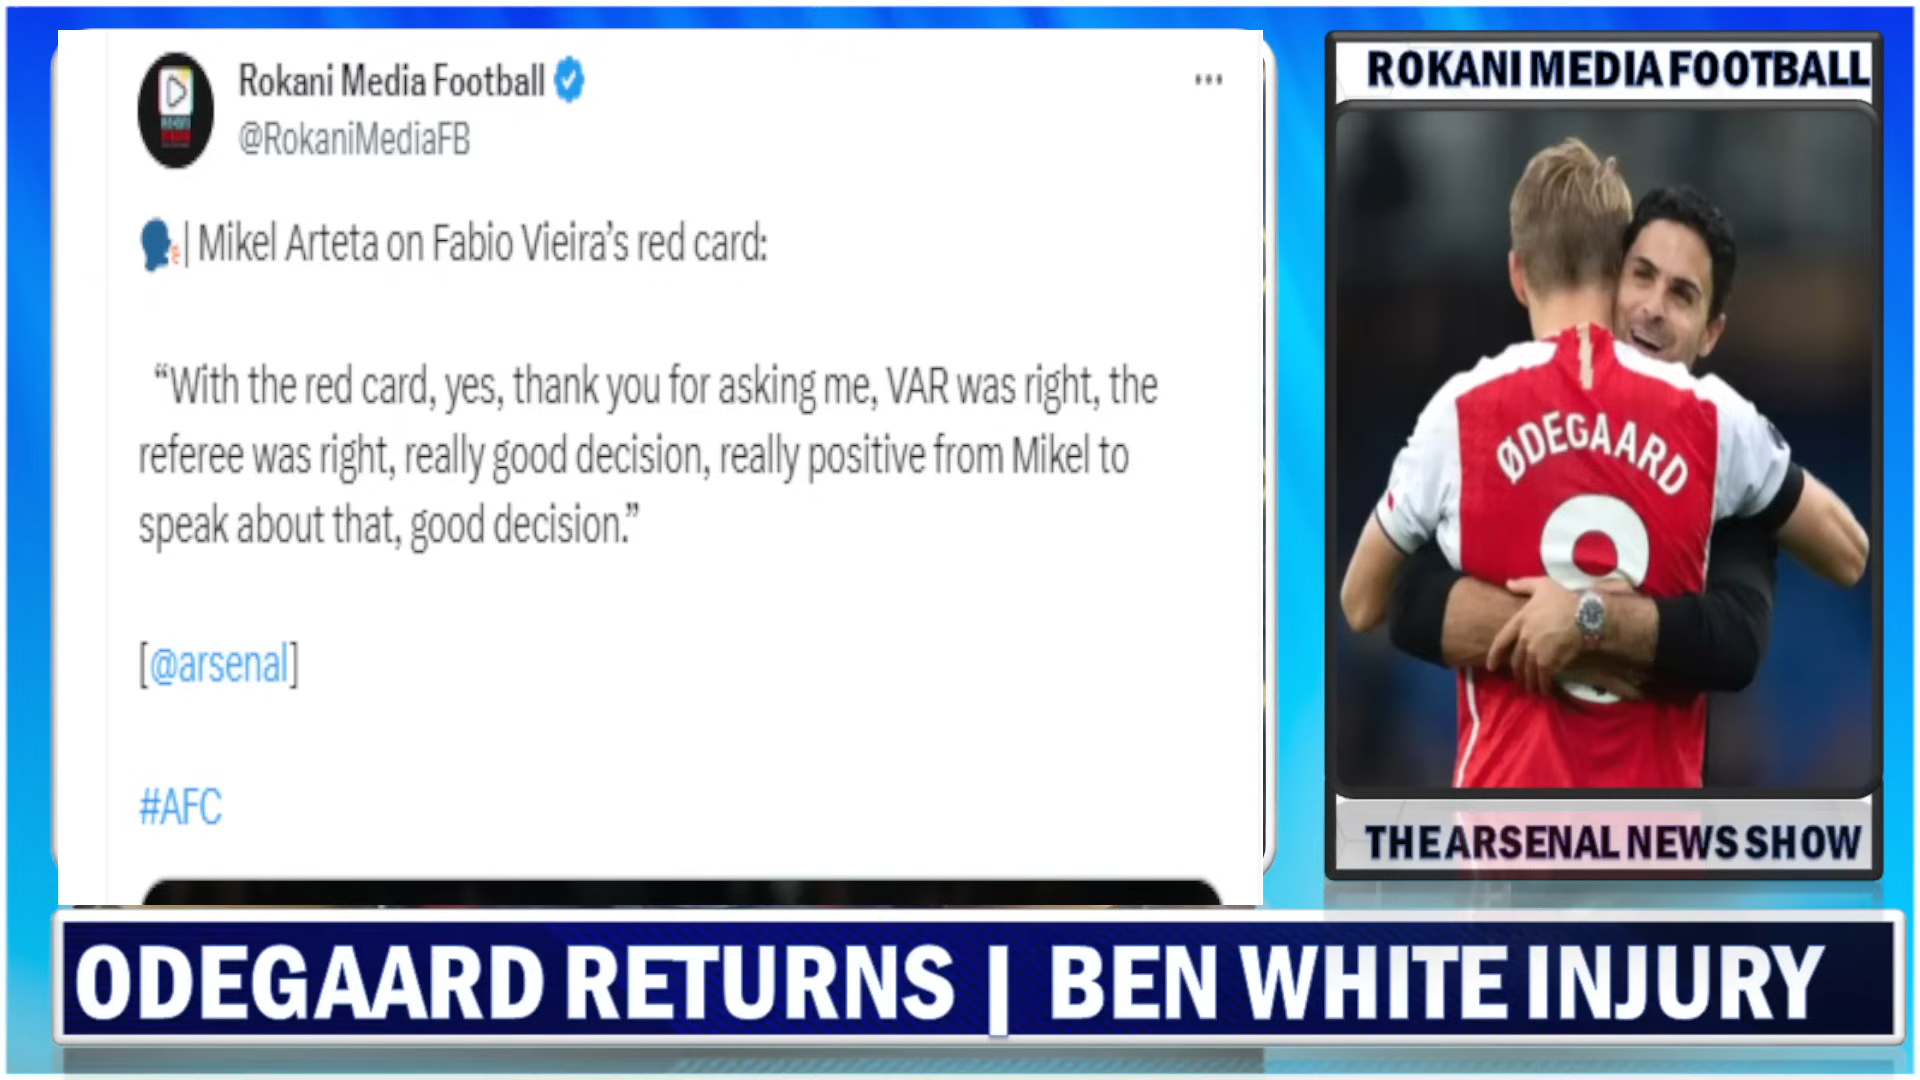 Rokani Media Football
@RokaniMediaFB
| Mikel Arteta on Fabio Vieira’s red card:
“With the red card, yes, thank you for asking me, VAR was right, the
referee was right, really good decision, really positive from Mikel to
speak about that, good decision.”
[@arsenal]
#AFC
ROKANI MEDIA FOOTBALL
ØDEGAARD
8
THE ARSENAL NEWS SHOW
ODEGAARD RETURNS | BEN WHITE INJURY